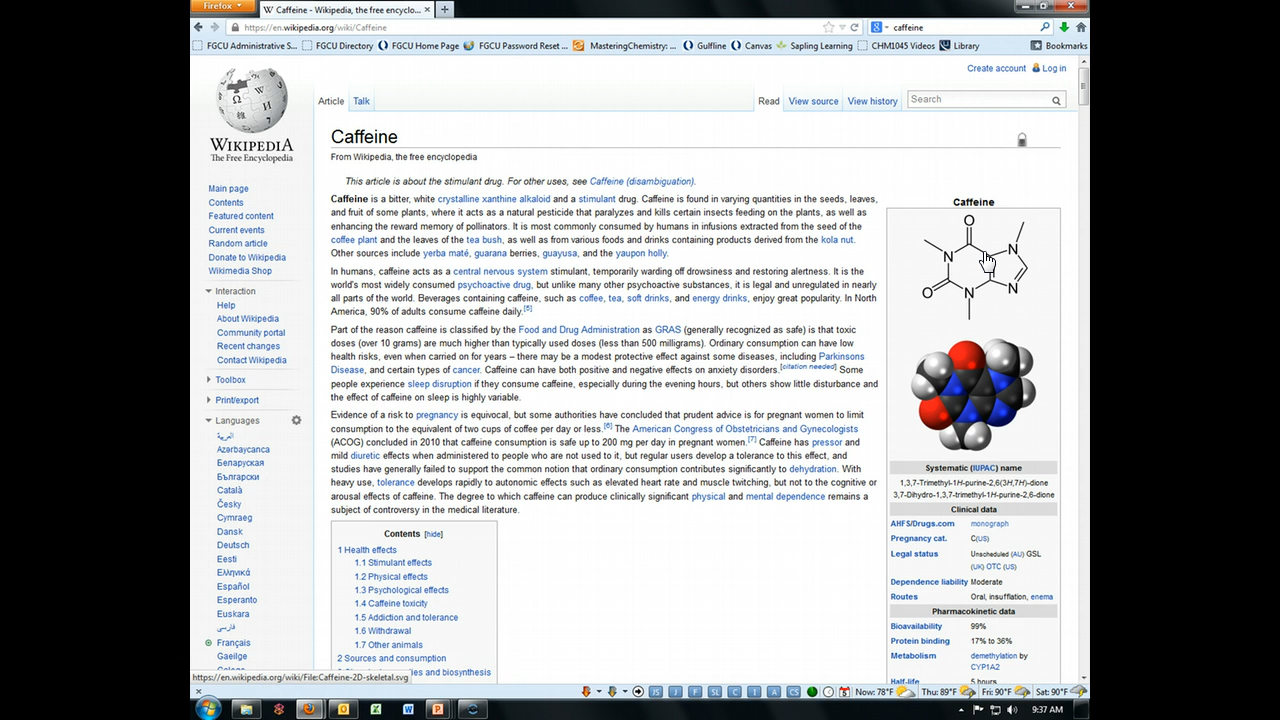 Firefox
Caffeine - Wikipedia, the free encyclo...
https://en.wikipedia.org/wiki/Caffeine
caffeine
FGCU Administrative S...
FGCU Directory
FGCU Home Page
FGCU Password Reset ...
MasteringChemistry: ...
Gulfline
Canvas
Sapling Learning
CHM1045 Videos
Library
Bookmarks
Create account
Log in
Article
Talk
Read
View source
View history
Search
WIKIPEDIA
The Free Encyclopedia
Main page
Contents
Featured content
Current events
Random article
Donate to Wikipedia
Wikimedia Shop
Interaction
Help
About Wikipedia
Community portal
Recent changes
Contact Wikipedia
Toolbox
Print/export
Languages
العربية
Azərbaycanca
Беларуская
Български
Català
Česky
Cymraeg
Dansk
Deutsch
Eesti
Ελληνικά
Español
Esperanto
Euskara
فارسی
Français
Gaeilge
Caffeine
From Wikipedia, the free encyclopedia
This article is about the stimulant drug. For other uses, see Caffeine (disambiguation).
Caffeine is a bitter, white crystalline xanthine alkaloid and a stimulant drug. Caffeine is found in varying quantities in the seeds, leaves,
and fruit of some plants, where it acts as a natural pesticide that paralyzes and kills certain insects feeding on the plants, as well as
enhancing the reward memory of pollinators. It is most commonly consumed by humans in infusions extracted from the seed of the
coffee plant and the leaves of the tea bush, as well as from various foods and drinks containing products derived from the kola nut.
Other sources include yerba maté, guarana berries, guayusa, and the yaupon holly.
In humans, caffeine acts as a central nervous system stimulant, temporarily warding off drowsiness and restoring alertness. It is the
world's most widely consumed psychoactive drug, but unlike many other psychoactive substances, it is legal and unregulated in nearly
all parts of the world. Beverages containing caffeine, such as coffee, tea, soft drinks, and energy drinks, enjoy great popularity. In North
America, 90% of adults consume caffeine daily.[5]
Part of the reason caffeine is classified by the Food and Drug Administration as GRAS (generally recognized as safe) is that toxic
doses (over 10 grams) are much higher than typically used doses (less than 500 milligrams). Ordinary consumption can have low
health risks, even when carried on for years – there may be a modest protective effect against some diseases, including Parkinsons
Disease, and certain types of cancer. Caffeine can have both positive and negative effects on anxiety disorders.[citation needed] Some
people experience sleep disruption if they consume caffeine, especially during the evening hours, but others show little disturbance and
the effect of caffeine on sleep is highly variable.
Evidence of a risk to pregnancy is equivocal, but some authorities have concluded that prudent advice is for pregnant women to limit
consumption to the equivalent of two cups of coffee per day or less.[6] The American Congress of Obstetricians and Gynecologists
(ACOG) concluded in 2010 that caffeine consumption is safe up to 200 mg per day in pregnant women.[7] Caffeine has pressor and
mild diuretic effects when administered to people who are not used to it, but regular users develop a tolerance to this effect, and
studies have generally failed to support the common notion that ordinary consumption contributes significantly to dehydration. With
heavy use, tolerance develops rapidly to autonomic effects such as elevated heart rate and muscle twitching, but not to the cognitive or
arousal effects of caffeine. The degree to which caffeine can produce clinically significant physical and mental dependence remains a
subject of controversy in the medical literature.
Contents [hide]
1 Health effects
1.1 Stimulant effects
1.2 Physical effects
1.3 Psychological effects
1.4 Caffeine toxicity
1.5 Addiction and tolerance
1.6 Withdrawal
1.7 Other animals
2 Sources and consumption
and biosynthesis
Caffeine
O
N
N
O
N
N
Systematic (IUPAC) name
1,3,7-Trimethyl-1H-purine-2,6(3H,7H)-dione
3,7-Dihydro-1,3,7-trimethyl-1H-purine-2,6-dione
Clinical data
AHFS/Drugs.com monograph
Pregnancy cat. C(US)
Legal status Unscheduled (AU) GSL
(UK) OTC (US)
Dependence liability Moderate
Routes Oral, insufflation, enema
Pharmacokinetic data
Bioavailability 99%
Protein binding 17% to 36%
Metabolism demethylation by
CYP1A2
Half-life 5 hours
https://en.wikipedia.org/wiki/File:Caffeine-2D-skeletal.svg
Now: 78°F
Thu: 89°F
Fri: 90°F
Sat: 90°F
9:37 AM